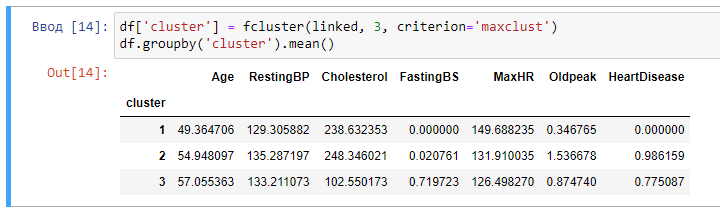 Ввод [14]: df['cluster'] = fcluster(linked, 3, criterion='maxclust')
df.groupby('cluster').mean()
Out[14]:
Age RestingBP Cholesterol FastingBS MaxHR Oldpeak HeartDisease
cluster
1 49.364706 129.305882 238.632353 0.000000 149.688235 0.346765 0.000000
2 54.948097 135.287197 248.346021 0.020761 131.910035 1.536678 0.986159
3 57.055363 133.211073 102.550173 0.719723 126.498270 0.874740 0.775087